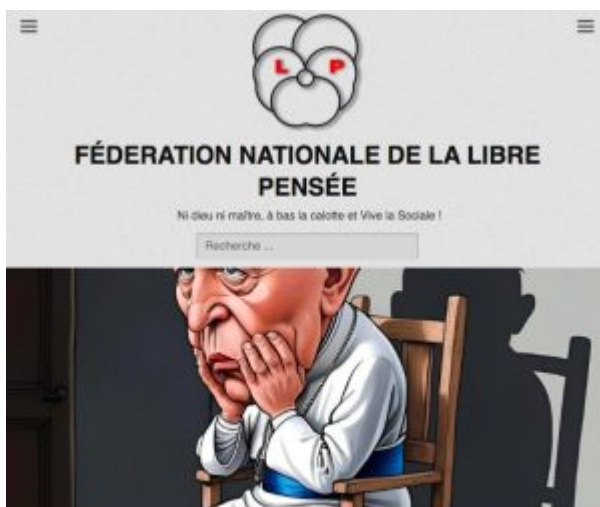 L P
FÉDERATION NATIONALE DE LA LIBRE
PENSÉE
Ni dieu ni maître, à bas la calotte et Vive la Sociale !
Recherche ...